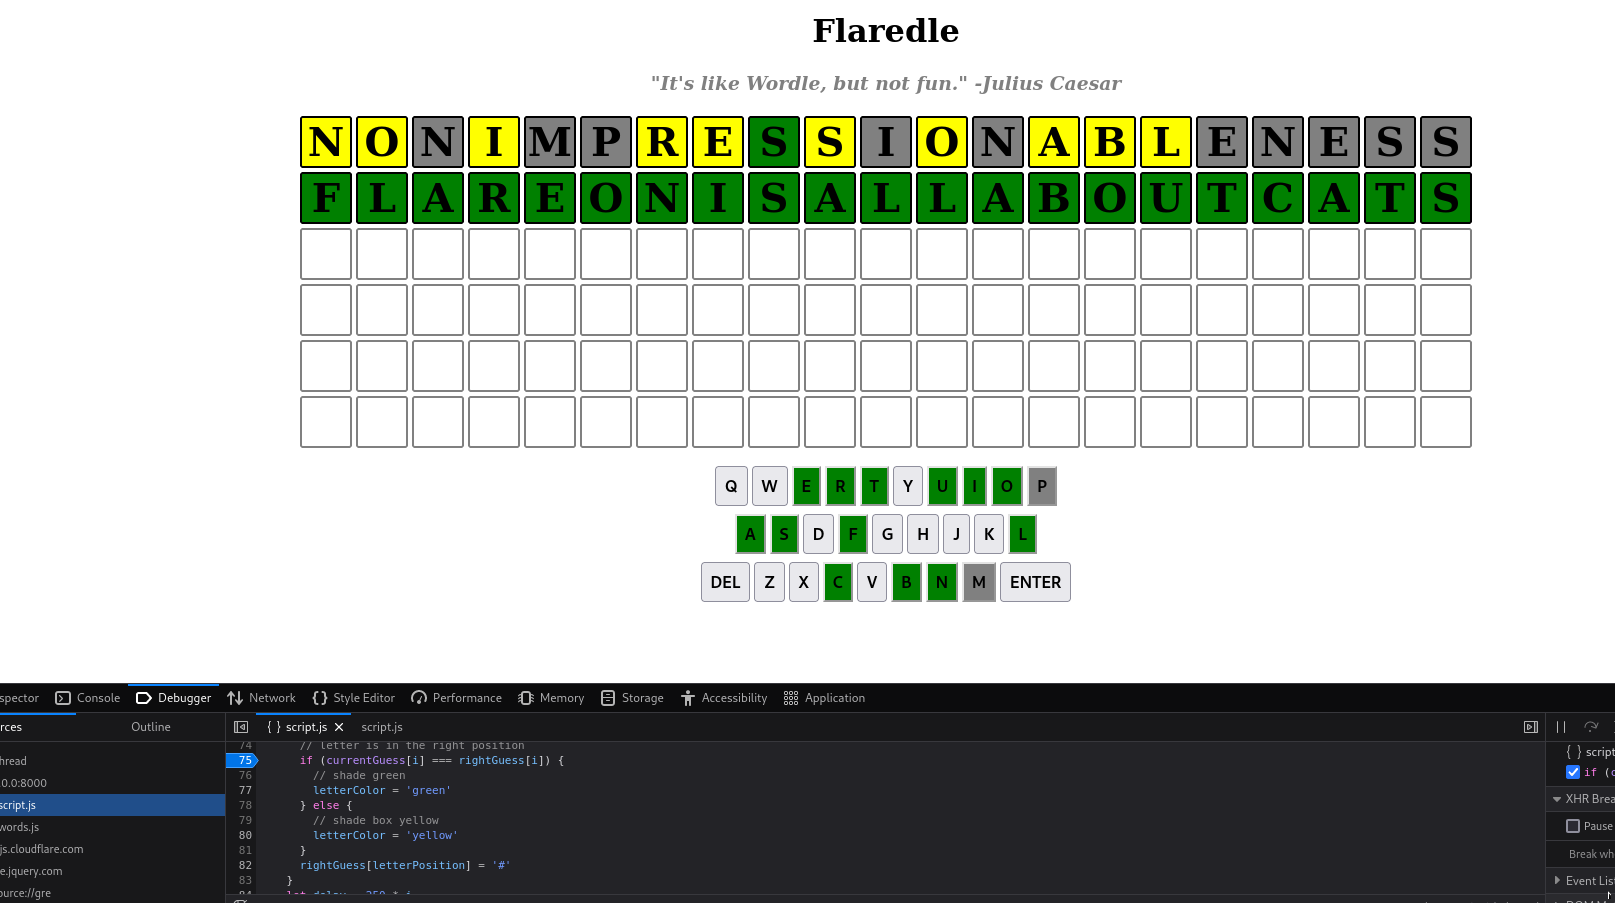 Flaredle
"It's like Wordle, but not fun." -Julius Caesar
N O N I M P R E S S I O N A B L E N E S S
F L A R E O N I S A L L A B O U T C A T S
Q W E R T Y U I O P
A S D F G H J K L
DEL Z X C V B N M ENTER
spector Console Debugger Network Style Editor Performance Memory Storage Accessibility Application
rces Outline { } script.js × script.js
hread
.0.0:8000
script.js
words.js
js.cloudflare.com
e.jquery.com
ource://gre
74 // letter is in the right position
75 if (currentGuess[i] === rightGuess[i]) {
76 // shade green
77 letterColor = 'green'
78 } else {
79 // shade box yellow
80 letterColor = 'yellow'
81 }
82 rightGuess[letterPosition] = '#'
83 }
84 let delay = 250 * i
{ } script
if (c
XHR Brea
Pause
Break wh
Event Lis